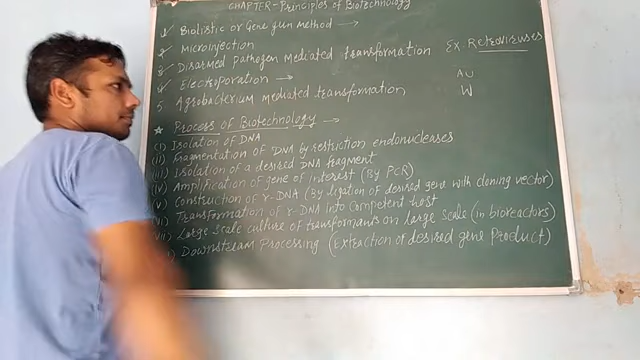 CHAPTER-Principles of Biotechnology
1 Biolistic or Gene gun method →
2 Microinjection
3 Disarmed pathogen mediated transformation Ex-Reteroviruses
4 Electroporation →
5. Agrobacterium mediated transformation
AU
W
★ Process of Biotechnology →
(i) Isolation of DNA
(ii) Fragmentation of DNA by restriction endonucleases
(iii) Isolation of a desired DNA fragment
(iv) Amplification of gene of interest (By PCR)
(v) Construction of r-DNA (By ligation of desired gene with cloning vector)
(vi) Transformation of r-DNA into competent host
(vii) Large scale culture of transformants on large scale (in bioreactors)
Downstream Processing (Extraction of desired gene Product)